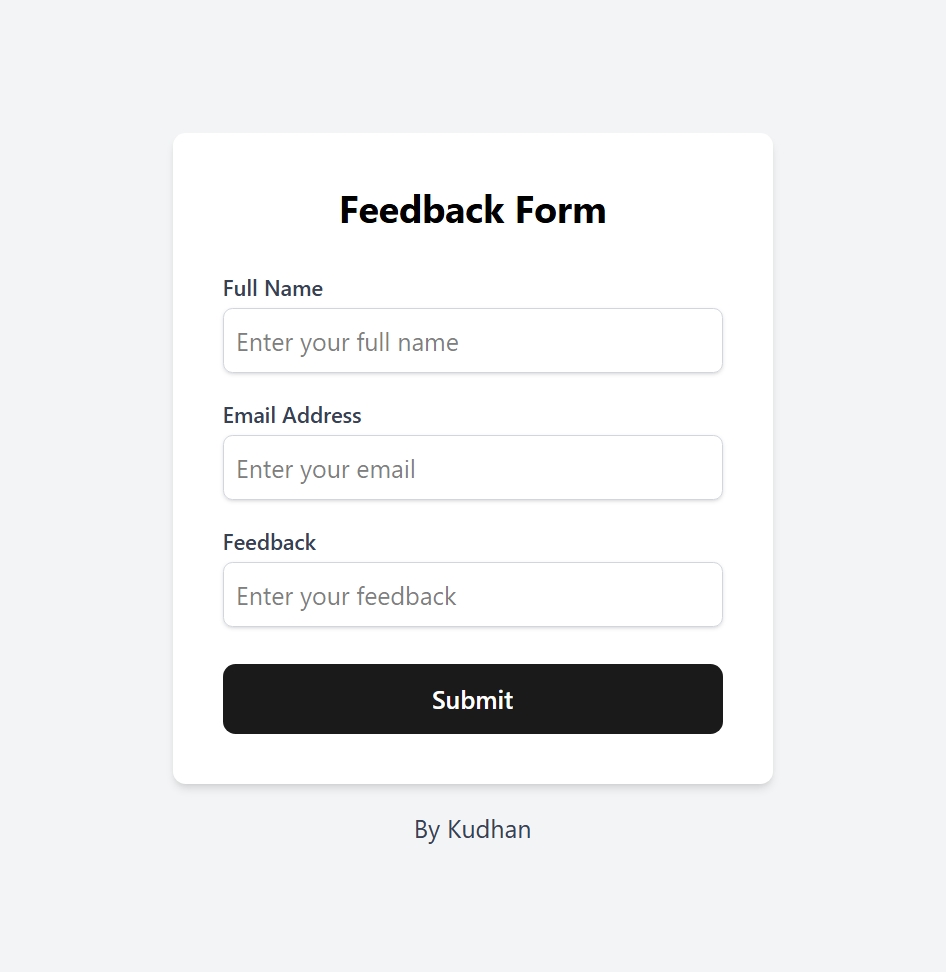 Feedback Form
Full Name
Enter your full name
Email Address
Enter your email
Feedback
Enter your feedback
Submit
By Kudhan